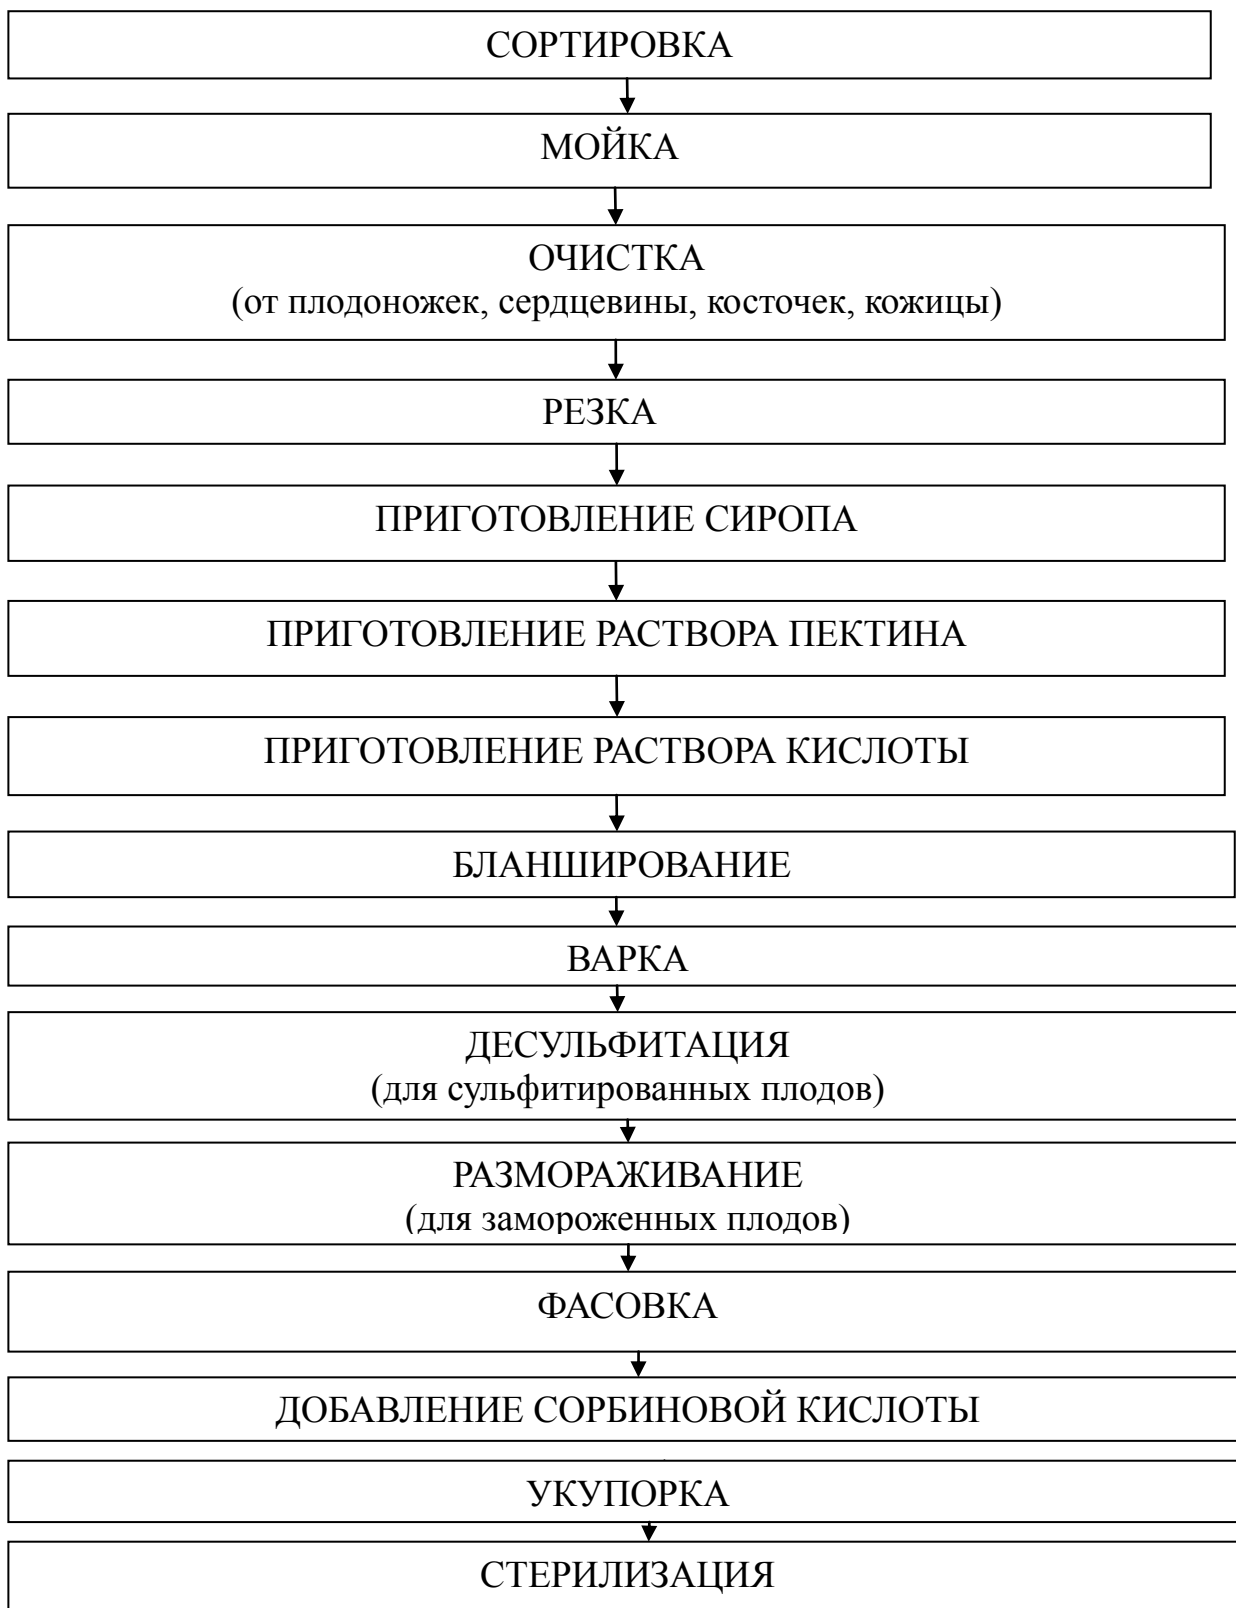 СОРТИРОВКА
МОЙКА
ОЧИСТКА
(от плодоножек, сердцевины, косточек, кожицы)
РЕЗКА
ПРИГОТОВЛЕНИЕ СИРОПА
ПРИГОТОВЛЕНИЕ РАСТВОРА ПЕКТИНА
ПРИГОТОВЛЕНИЕ РАСТВОРА КИСЛОТЫ
БЛАНШИРОВАНИЕ
ВАРКА
ДЕСУЛЬФИТАЦИЯ
(для сульфитированных плодов)
РАЗМОРАЖИВАНИЕ
(для замороженных плодов)
ФАСОВКА
ДОБАВЛЕНИЕ СОРБИНОВОЙ КИСЛОТЫ
УКУПОРКА
СТЕРИЛИЗАЦИЯ